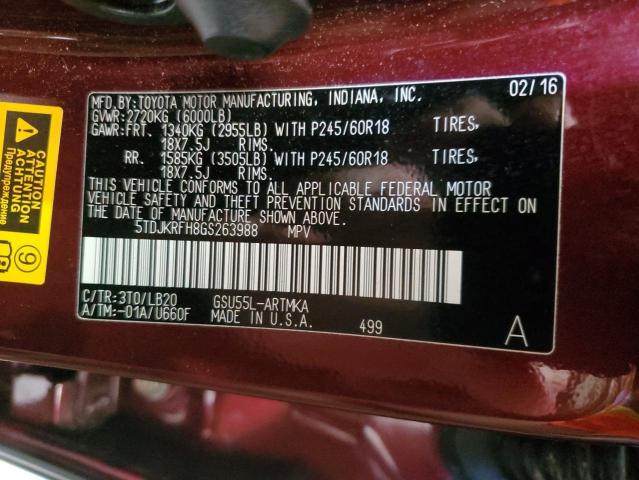 MFD.BY:TOYOTA MOTOR MANUFACTURING, INDIANA, INC. 02/16
GVWR:2720KG (6000LB)
GAWR:FRT. 1340KG (2955LB) WITH P245/60R18 TIRES,
18X7.5J RIMS.
RR. 1585KG (3505LB) WITH P245/60R18 TIRES,
18X7.5J RIMS.
THIS VEHICLE CONFORMS TO ALL APPLICABLE FEDERAL MOTOR
VEHICLE SAFETY AND THEFT PREVENTION STANDARDS IN EFFECT ON
THE DATE OF MANUFACTURE SHOWN ABOVE.
5TDJKRFH8GS263988 MPV
C/TR:3T0/LB20 GSU55L-ARTMKA
A/TM:-01A/U660F MADE IN U.S.A. 499 A
CAUTION
ATTENTION
ACHTUNG
Предупреждение
9